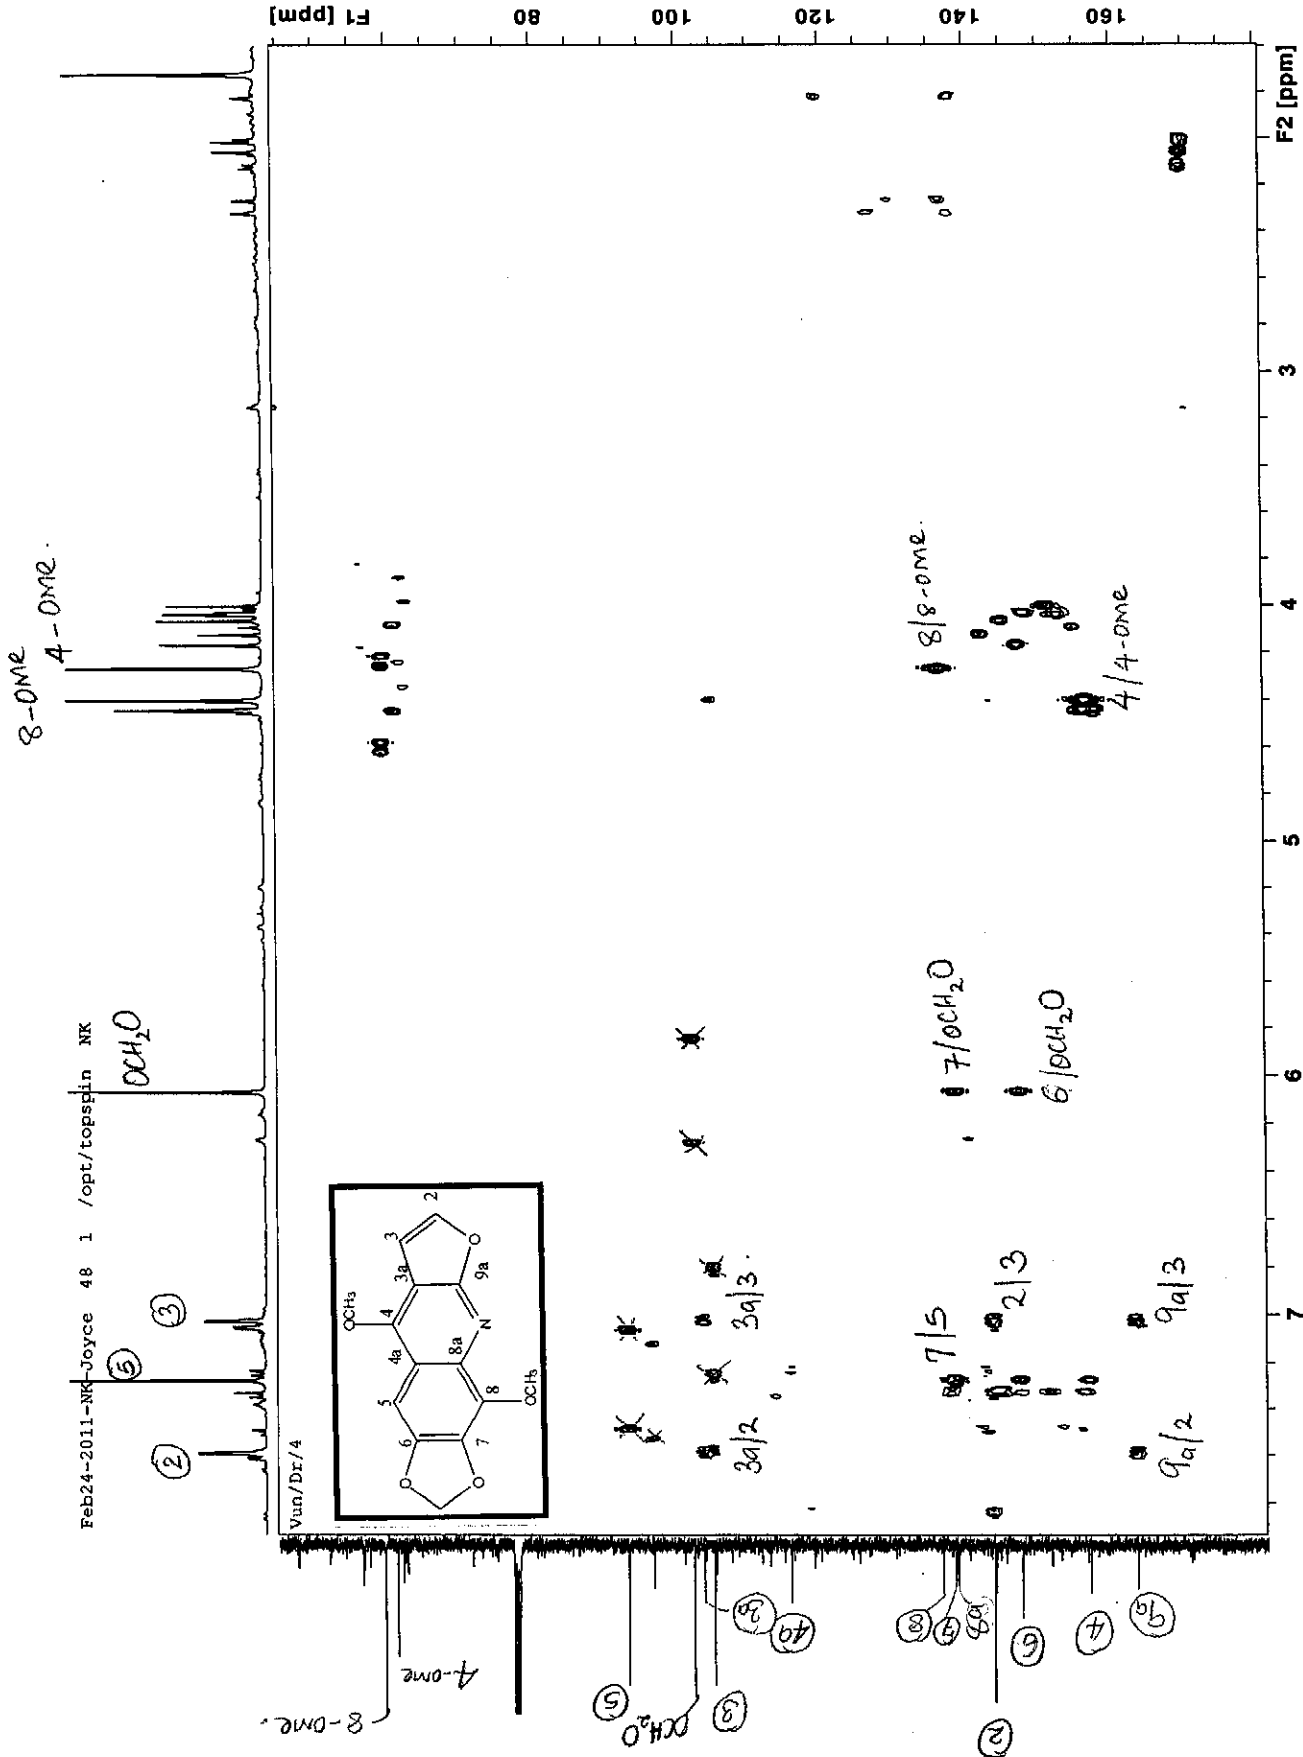 8-OMe
4-OMe.
OCH₂O
Feb24-2011-NK-Joyce 48 1 /opt/topspin NK
②
⑤
③
Vun/Dr/4
OCH₃
4
3a
3
2
O
9a
N
8a
4a
5
6
7
8
O
O
OCH₃
F1 [ppm]
80
100
120
140
160
F2 [ppm]
3
4
5
6
7
8/8-OMe.
4/4-OMe
7/OCH₂O
6/OCH₂O
3a/3.
3a/2
7/5
2/3
9a/3
9a/2
8-OMe.
4-OMe
⑤
OCH₂O
3a
③
4a
⑧
⑦
8a
②
⑥
④
9a